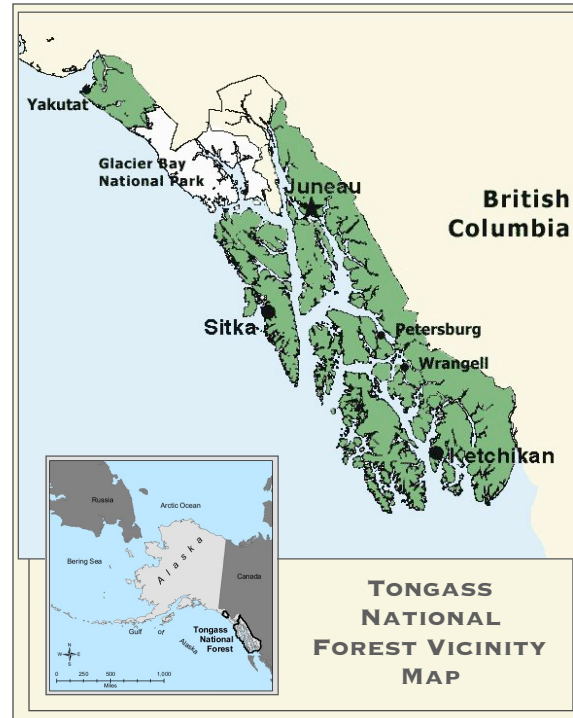 Yakutat
Glacier Bay
National Park
Juneau
British
Columbia
Sitka
Petersburg
Wrangell
Ketchikan
Russia
Arctic Ocean
Bering Sea
Alaska
Canada
Gulf of
Alaska
Tongass
National
Forest
N
W E
S
0 250 500 1,000
Miles
TONGASS
NATIONAL
FOREST VICINITY
MAP